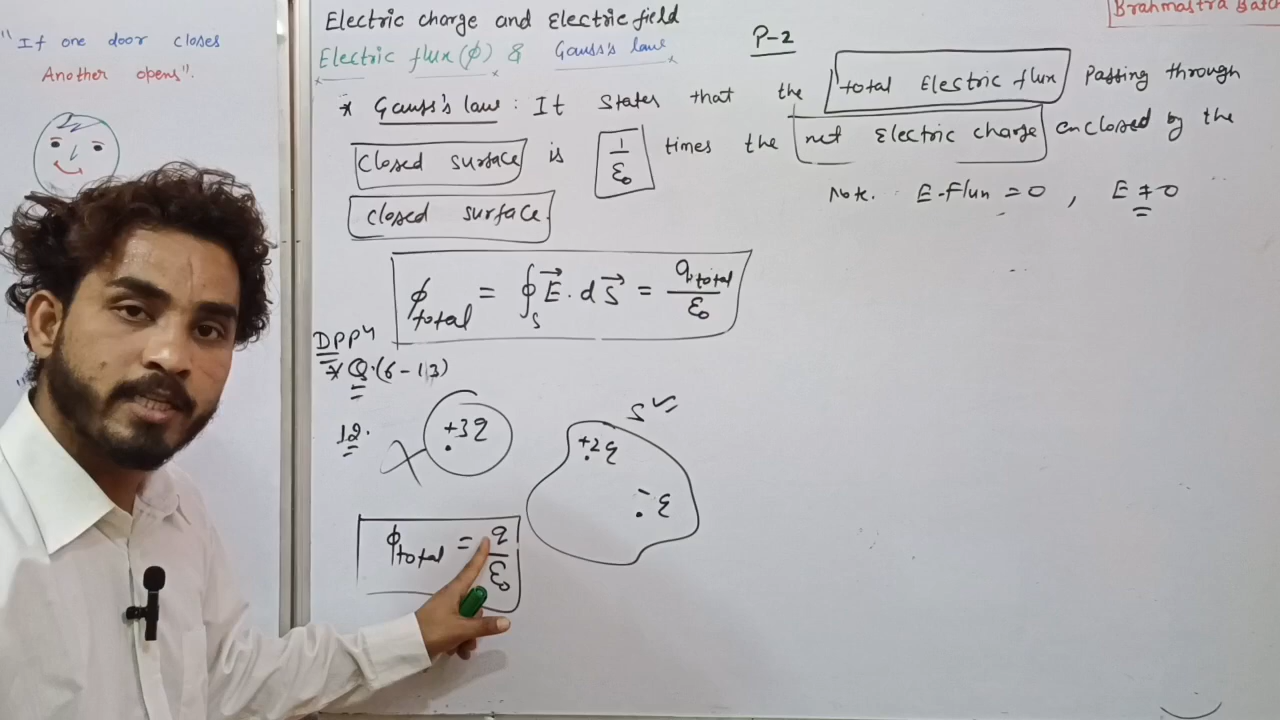 "If one door closes
Another opens".
Electric charge and Electric field
Brahmastra Batc
Electric flux(φ) & Gauss's law
P-2
* Gauss's law : It states that the total Electric flux passing through
closed surface is 1/ε₀ times the net Electric charge enclosed by the
closed surface.
Note. : E-flux = 0 , E ≠ 0
φtotal = ∮s E⃗ . dS⃗ = qtotal/ε₀
DPP4
* Q.(6-13)
12.
+3q
S
+2q
-q
φtotal = q/ε₀